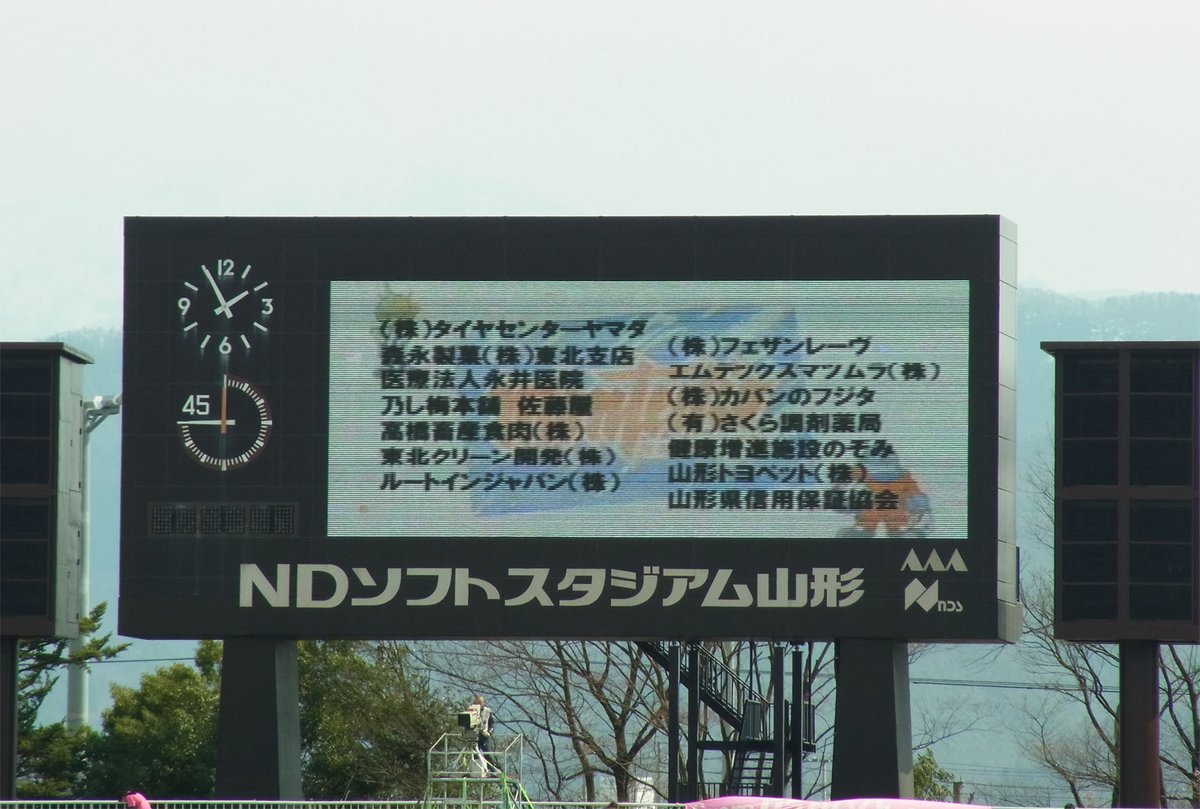 12
9
3
6
45
(株)タイヤセンターヤマダ
森永製菓(株)東北支店
医療法人永井医院
乃し梅本舗 佐藤屋
高橋畜産食肉(株)
東北クリーン開発(株)
ルートインジャパン(株)
(株)フェザンレーヴ
エムテックスマツムラ(株)
(株)カバンのフジタ
(有)さくら調剤薬局
健康増進施設のぞみ
山形トヨペット(株)
山形県信用保証協会
NDソフトスタジアム山形
NDS